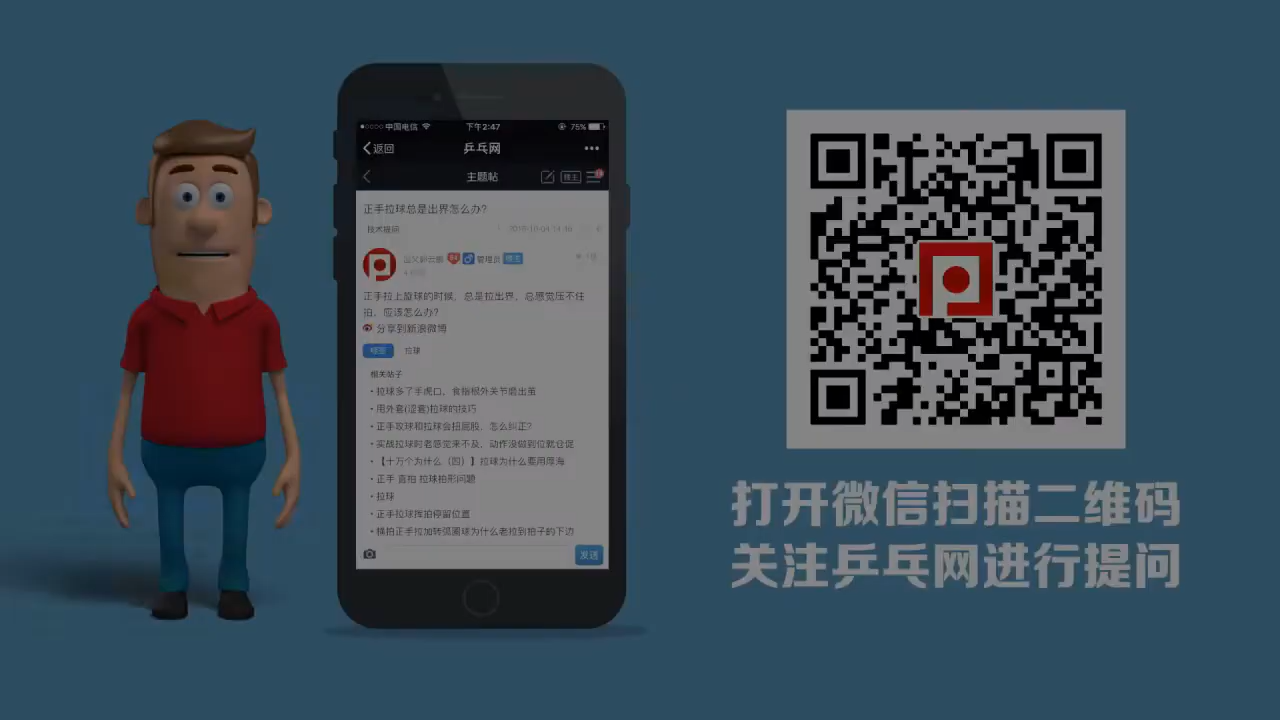 中国电信
下午2:47
75%
返回
乒乓网
主题帖
楼主
正手拉球总是出界怎么办?
技术提问
管理员
楼主
正手拉上旋球的时候，总是拉出界，总感觉压不住
拍，应该怎么办?
分享到新浪微博
标签
拉球
相关帖子
• 拉球多了手虎口、食指根外关节磨出茧
• 用外套(涩套)拉球的技巧
• 正手攻球和拉球会扭屁股，怎么纠正?
• 实战拉球时老感觉来不及，动作没做到位就仓促
• 【十万个为什么（四）】拉球为什么要用厚海
• 正手 直拍 拉球拍形问题
• 拉球
• 正手拉球挥拍停留位置
• 横拍正手拉加转弧圈球为什么老拉到拍子的下边
发送
打开微信扫描二维码
关注乒乓网进行提问